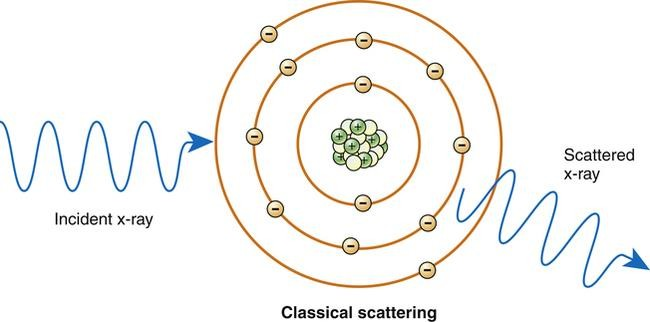 Incident x-ray
Scattered
x-ray
Classical scattering